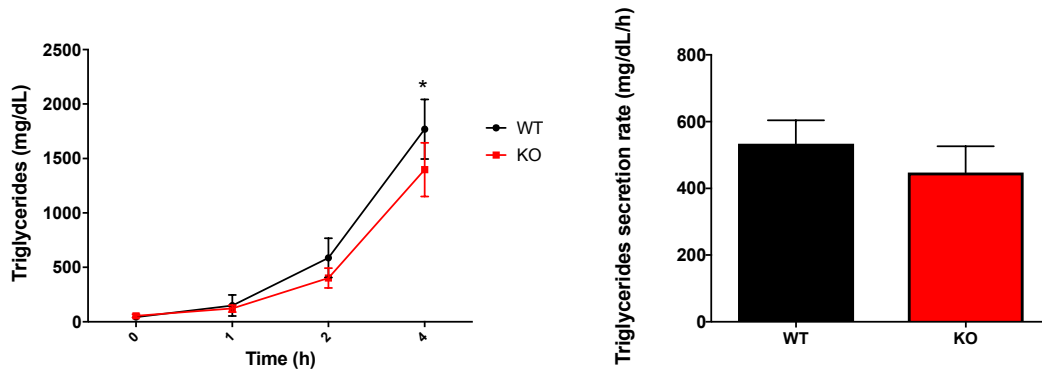 2500
2000
1500
1000
500
0
Triglycerides (mg/dL)
*
0
1
2
4
Time (h)
WT
KO
Triglycerides secretion rate (mg/dL/h)
800
600
400
200
0
WT
KO